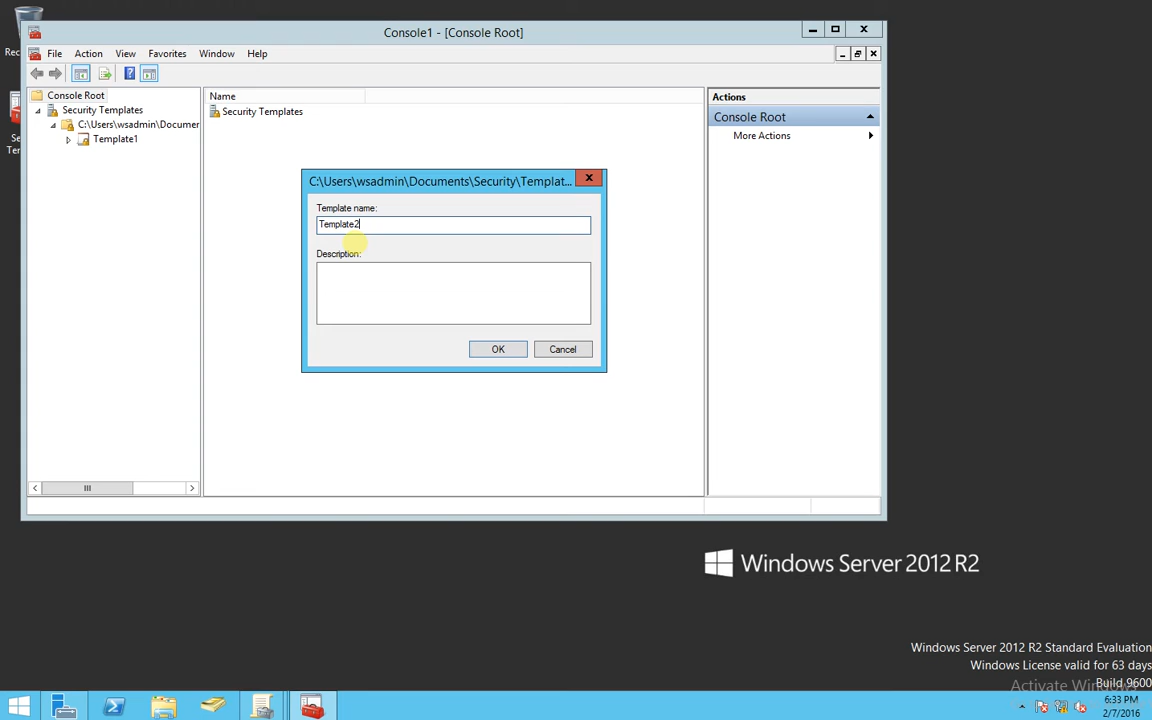 Console1 - [Console Root]
File Action View Favorites Window Help
Console Root
Security Templates
C:\Users\wsadmin\Documer
Template1
Name
Security Templates
Actions
Console Root
More Actions
C:\Users\wsadmin\Documents\Security\Templat...
Template name:
Template2
Description:
OK Cancel
Windows Server 2012 R2
Windows Server 2012 R2 Standard Evaluation
Windows License valid for 63 days
Build 9600
6:33 PM
2/7/2016